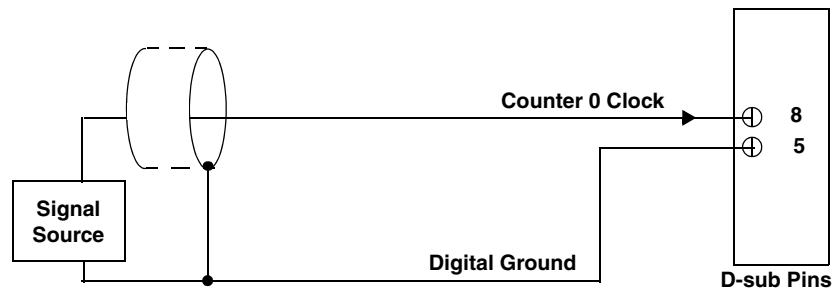 Counter 0 Clock
8
5
Signal
Source
Digital Ground
D-sub Pins